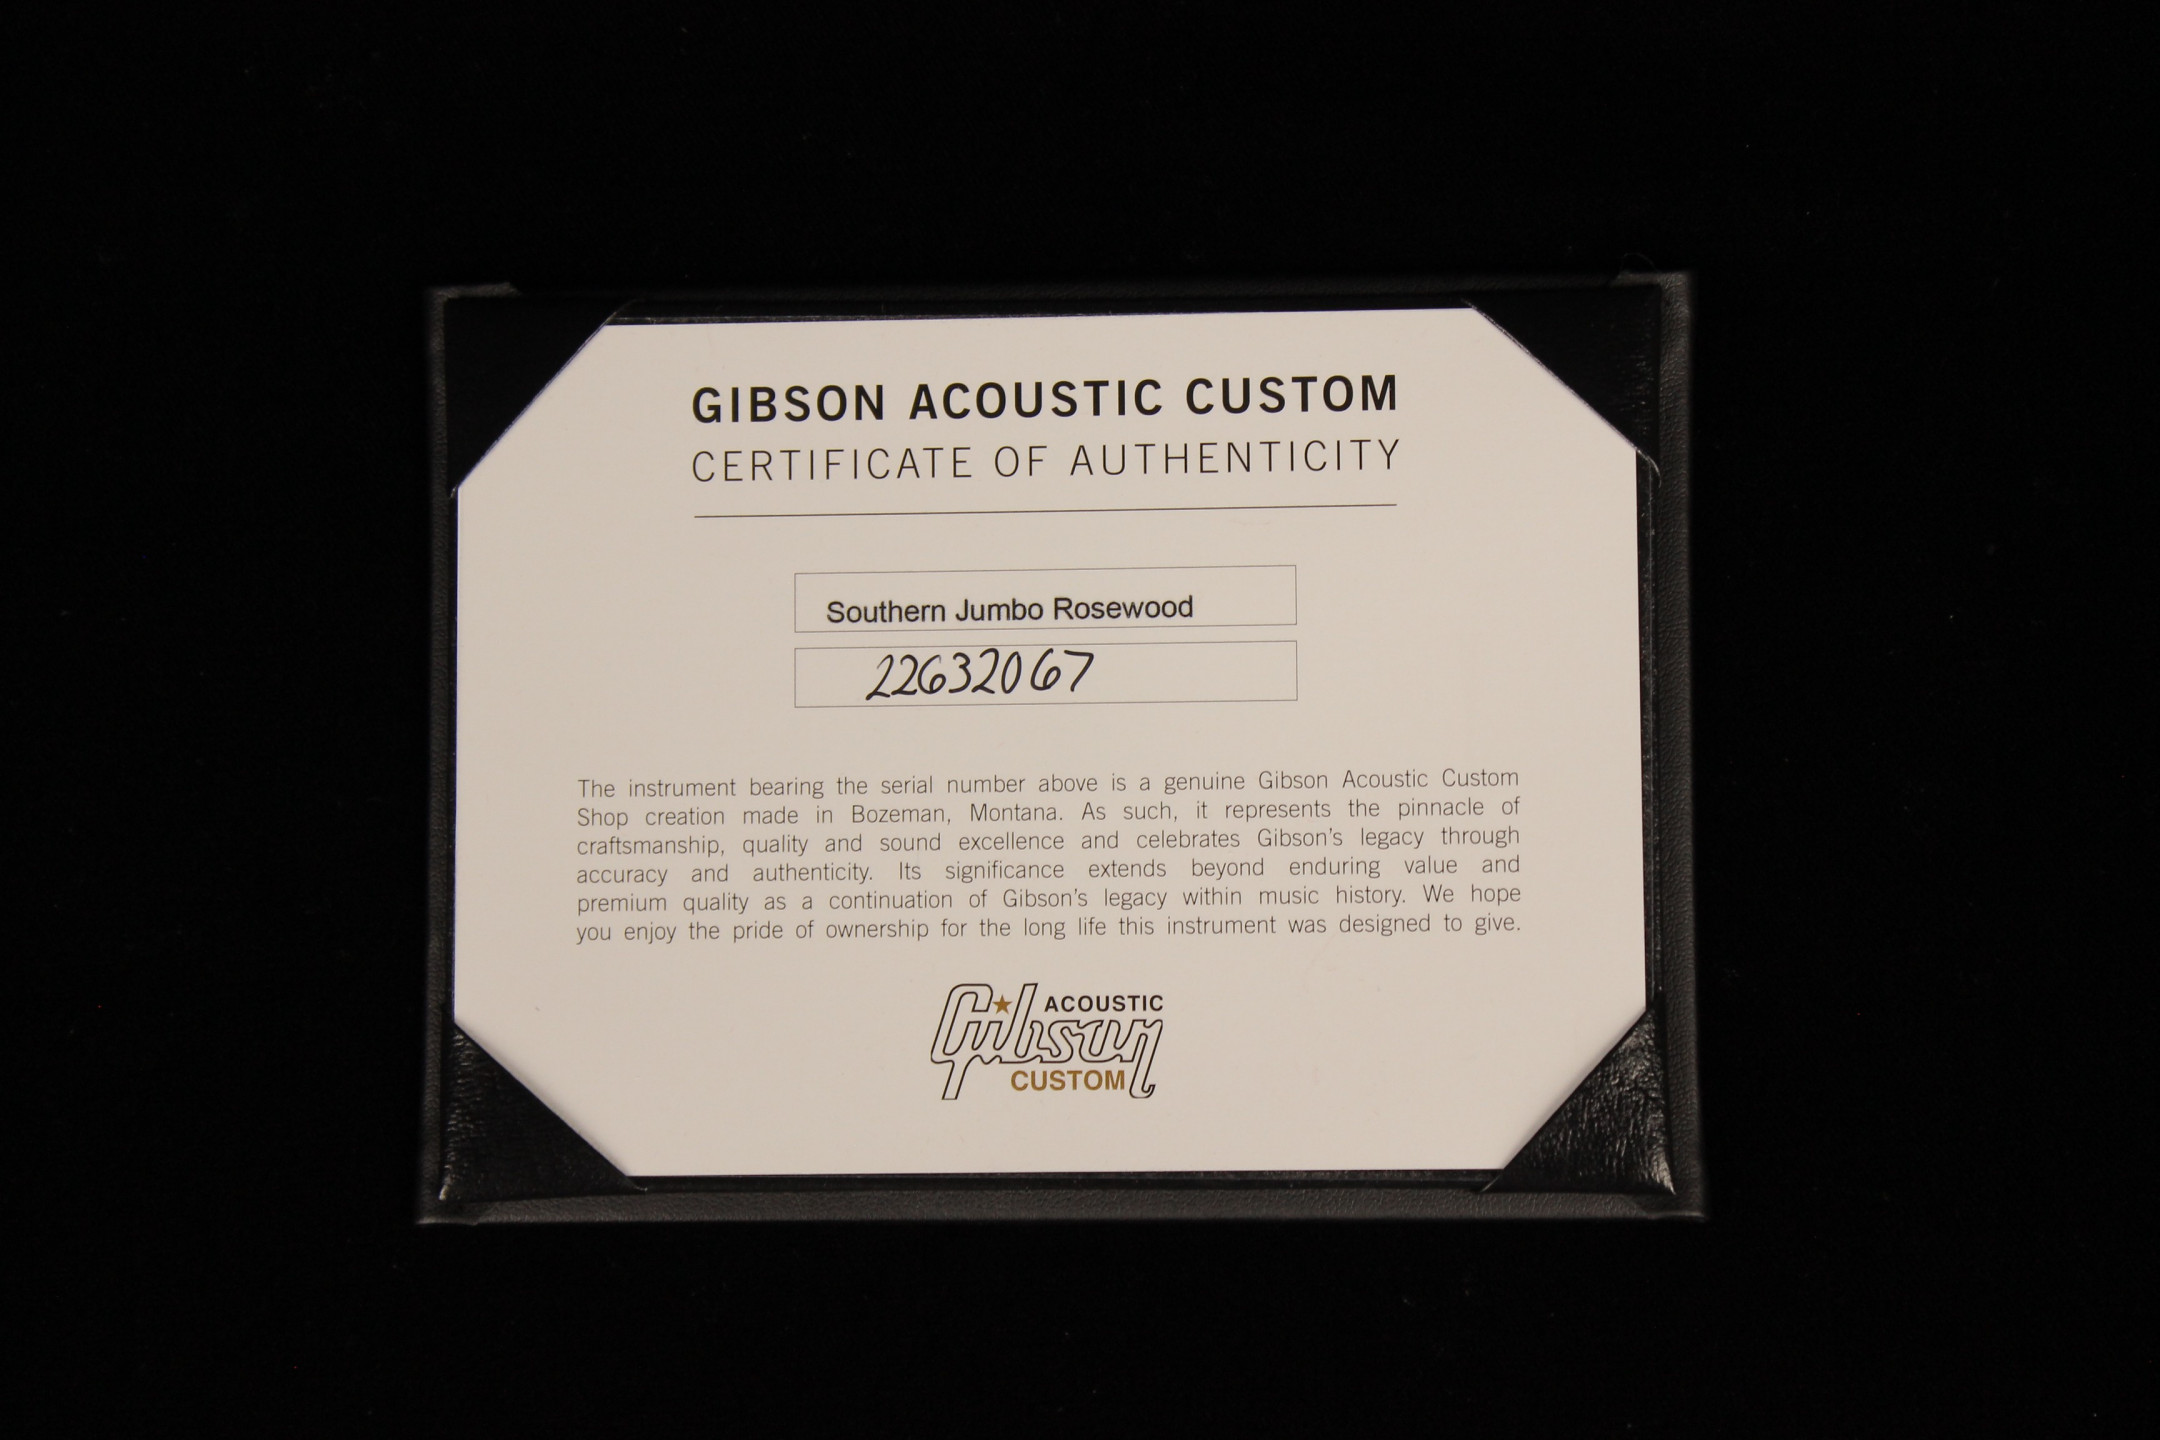 GIBSON ACOUSTIC CUSTOM
CERTIFICATE OF AUTHENTICITY
Southern Jumbo Rosewood
22632067
The instrument bearing the serial number above is a genuine Gibson Acoustic Custom
Shop creation made in Bozeman, Montana. As such, it represents the pinnacle of
craftsmanship, quality and sound excellence and celebrates Gibson's legacy through
accuracy and authenticity. Its significance extends beyond enduring value and
premium quality as a continuation of Gibson's legacy within music history. We hope
you enjoy the pride of ownership for the long life this instrument was designed to give.
ACOUSTIC
Gibson
CUSTOM